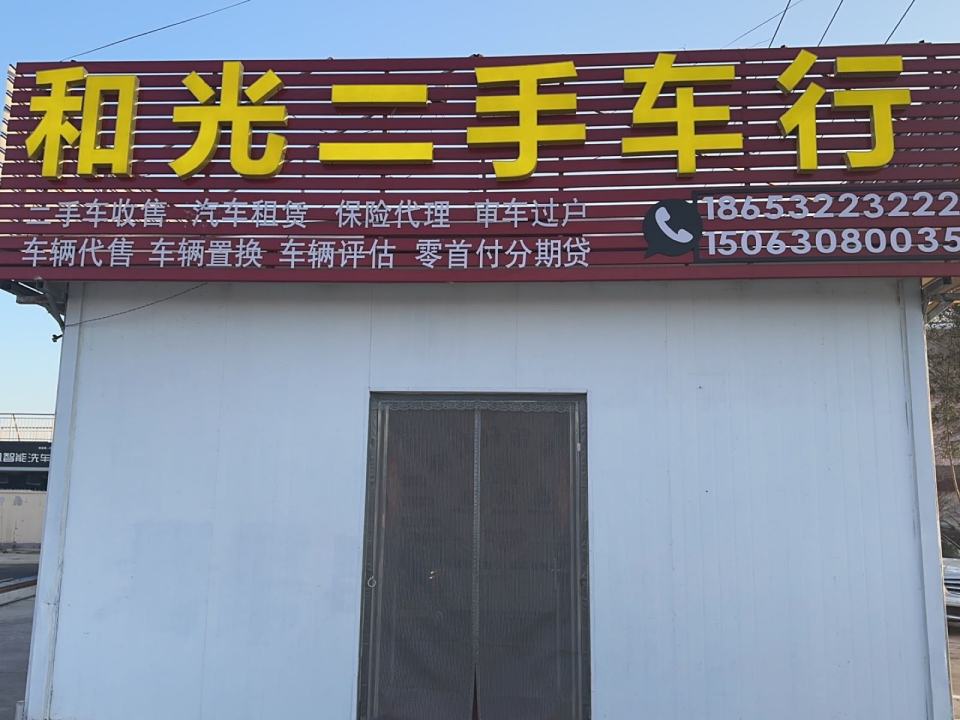 和光二手车行
二手车收售 汽车租赁 保险代理 审车过户
车辆代售 车辆置换 车辆评估 零首付分期贷
18653223222
15063080035
智能洗车